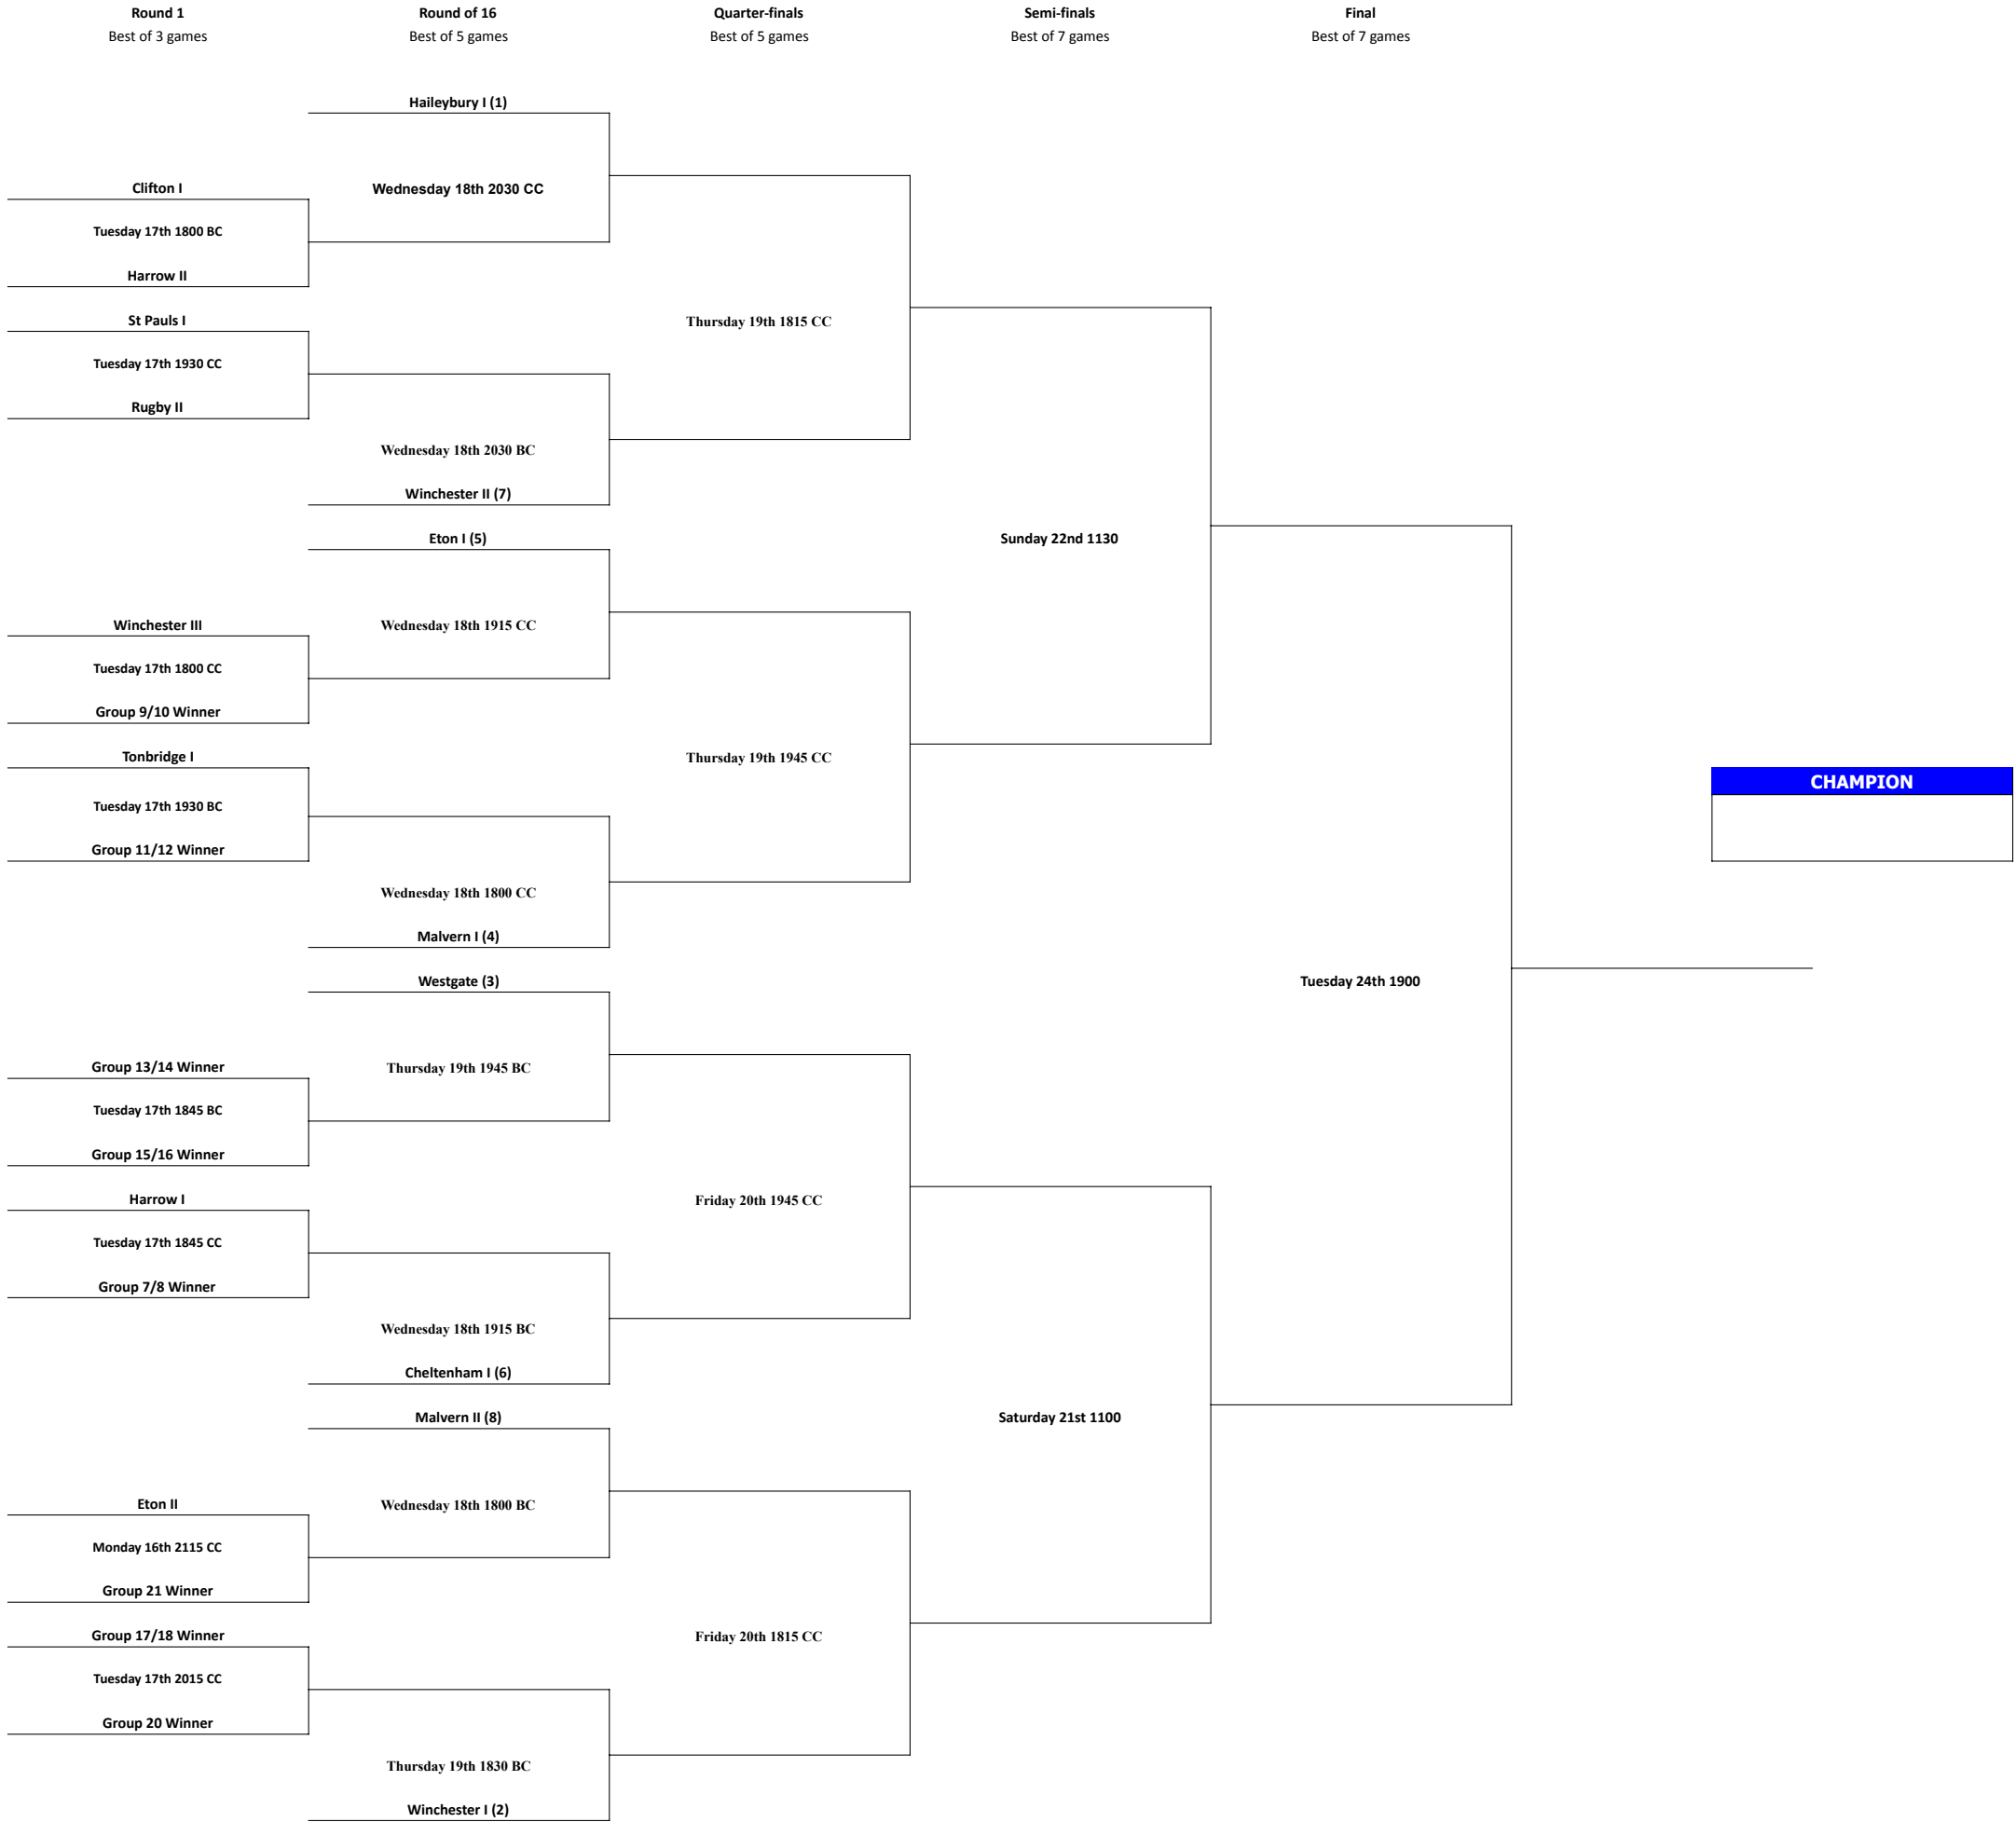 Round 1
Round of 16
Quarter-finals
Semi-finals
Final
Best of 3 games
Best of 5 games
Best of 5 games
Best of 7 games
Best of 7 games
Haileybury I (1)
Clifton I
Wednesday 18th 2030 CC
Tuesday 17th 1800 BC
Harrow II
St Pauls I
Thursday 19th 1815 CC
Tuesday 17th 1930 CC
Rugby II
Wednesday 18th 2030 BC
Winchester II (7)
Eton I (5)
Sunday 22nd 1130
Winchester III
Wednesday 18th 1915 CC
Tuesday 17th 1800 CC
Group 9/10 Winner
Tonbridge I
Thursday 19th 1945 CC
CHAMPION
Tuesday 17th 1930 BC
Group 11/12 Winner
Wednesday 18th 1800 CC
Malvern I (4)
Westgate (3)
Tuesday 24th 1900
Group 13/14 Winner
Thursday 19th 1945 BC
Tuesday 17th 1845 BC
Group 15/16 Winner
Harrow I
Friday 20th 1945 CC
Tuesday 17th 1845 CC
Group 7/8 Winner
Wednesday 18th 1915 BC
Cheltenham I (6)
Malvern II (8)
Saturday 21st 1100
Eton II
Wednesday 18th 1800 BC
Monday 16th 2115 CC
Group 21 Winner
Group 17/18 Winner
Friday 20th 1815 CC
Tuesday 17th 2015 CC
Group 20 Winner
Thursday 19th 1830 BC
Winchester I (2)